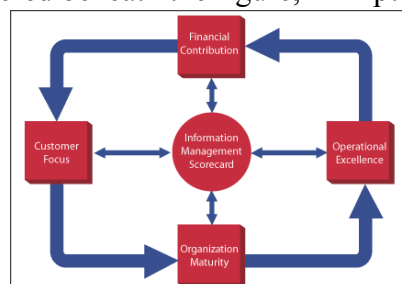 Financial
Contribution
Customer
Focus
Information
Management
Scorecard
Operational
Excellence
Organization
Maturity